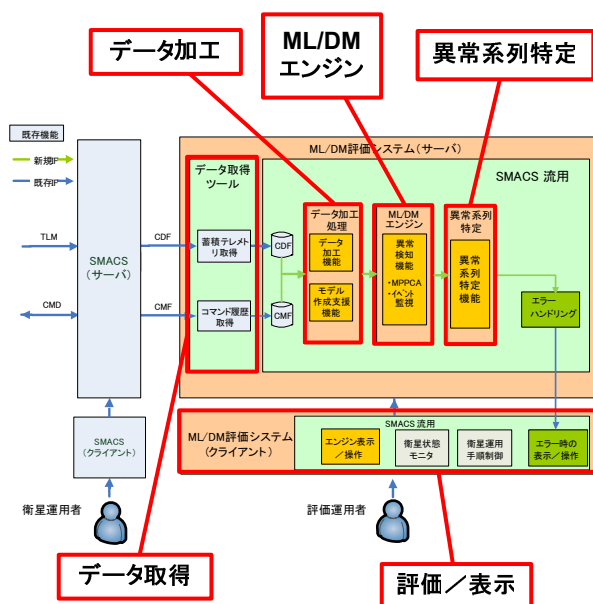 データ加工
ML/DM
エンジン
異常系列特定
既存機能
新規IF
既存IF
ML/DM評価システム(サーバ)
データ取得
ツール
SMACS 流用
TLM
CMD
SMACS
(サーバ)
CDF
CMF
蓄積テレメト
リ取得
コマンド履歴
取得
CDF
CMF
データ加工
処理
データ
加工
機能
モデル
作成支援
機能
ML/DM
エンジン
異常
検知
機能
・MPPCA
・イベント
監視
異常系列
特定
異常
系列
特定
機能
エラー
ハンドリング
SMACS
(クライアント)
ML/DM評価システム
(クライアント)
SMACS 流用
エンジン表示
/操作
衛星状態
モニタ
衛星運用
手順制御
エラー時の
表示/操作
衛星運用者
評価運用者
データ取得
評価/表示